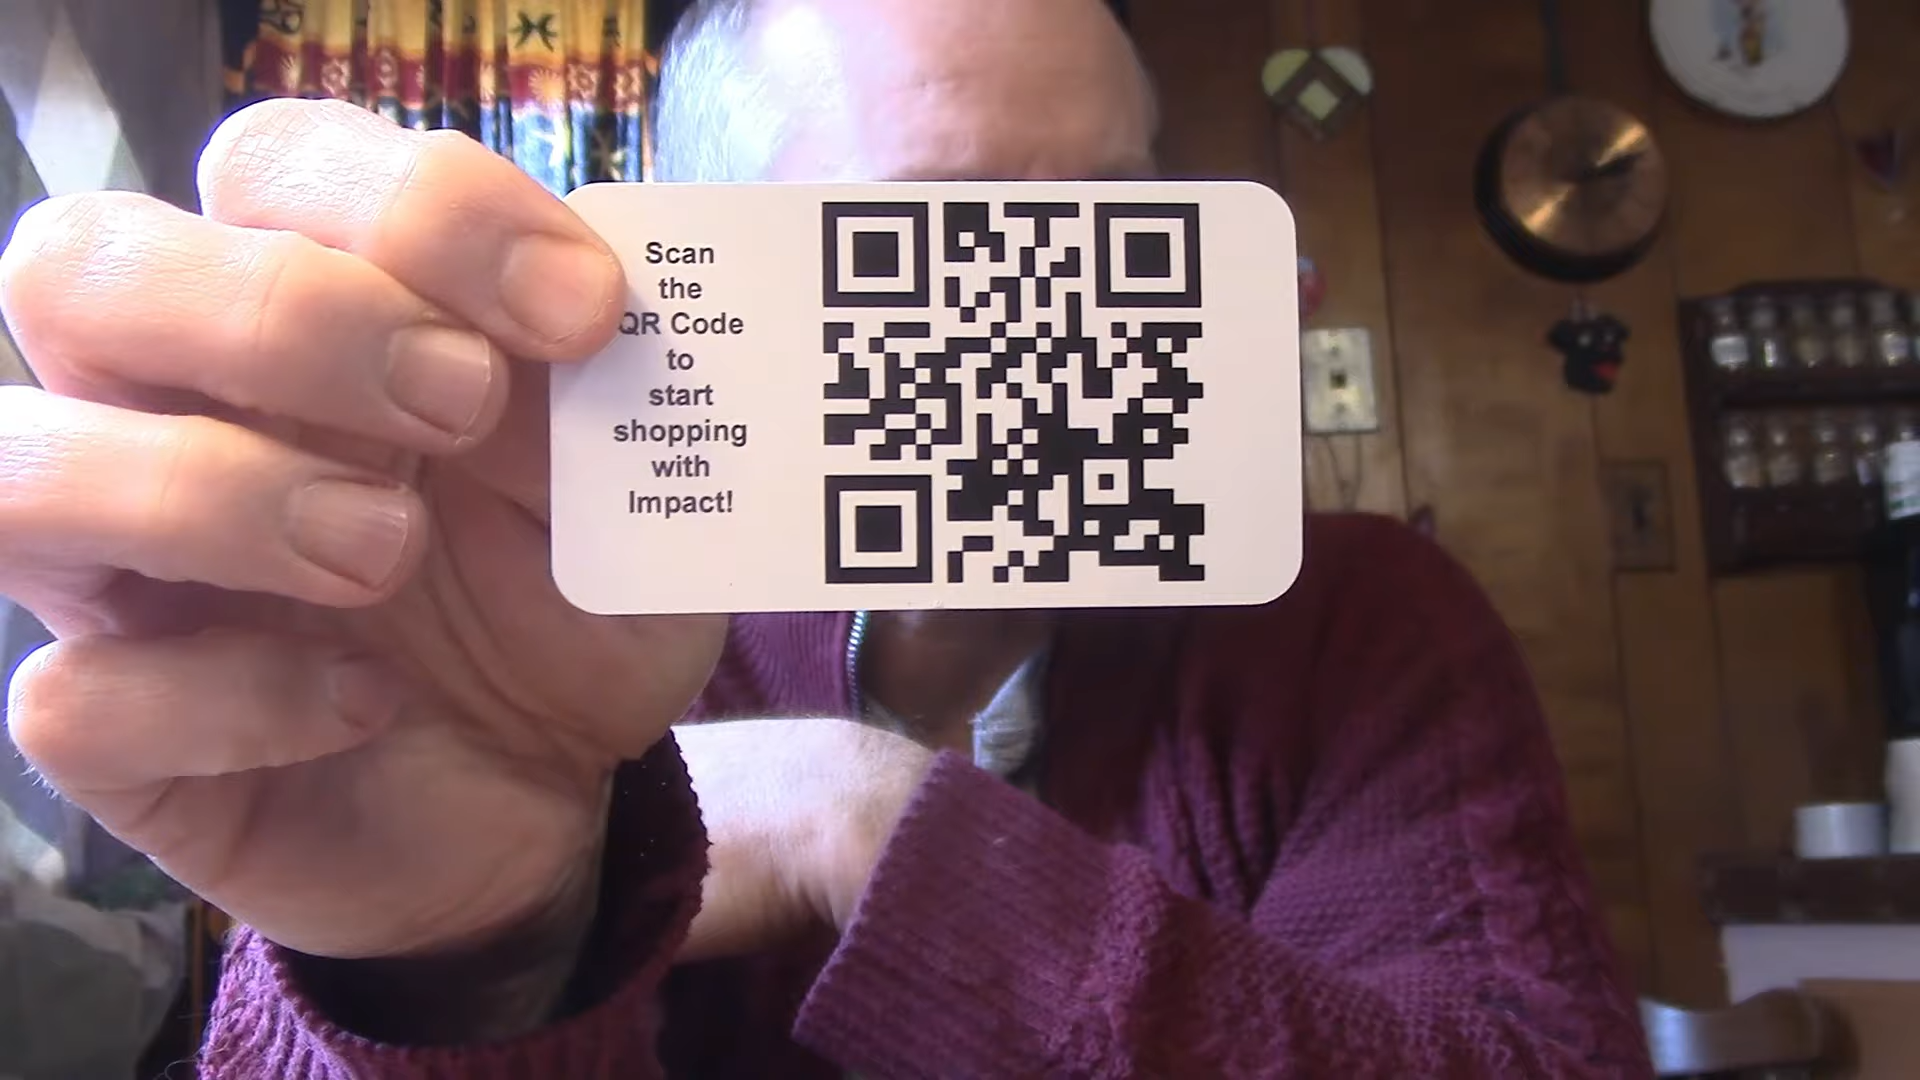 Scan
the
QR Code
to
start
shopping
with
Impact!